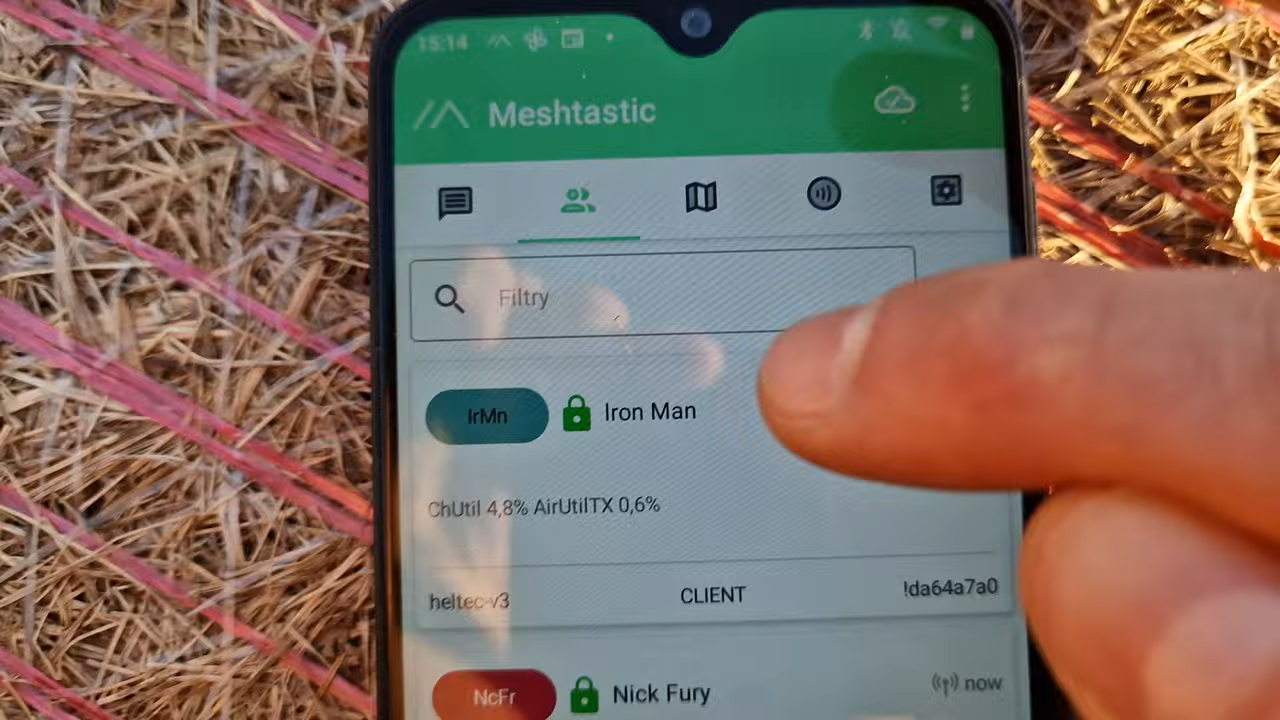 15:14
Meshtastic
Filtry
IrMn Iron Man
ChUtil 4,8% AirUtilTX 0,6%
heltec-v3 CLIENT !da64a7a0
NcFr Nick Fury now